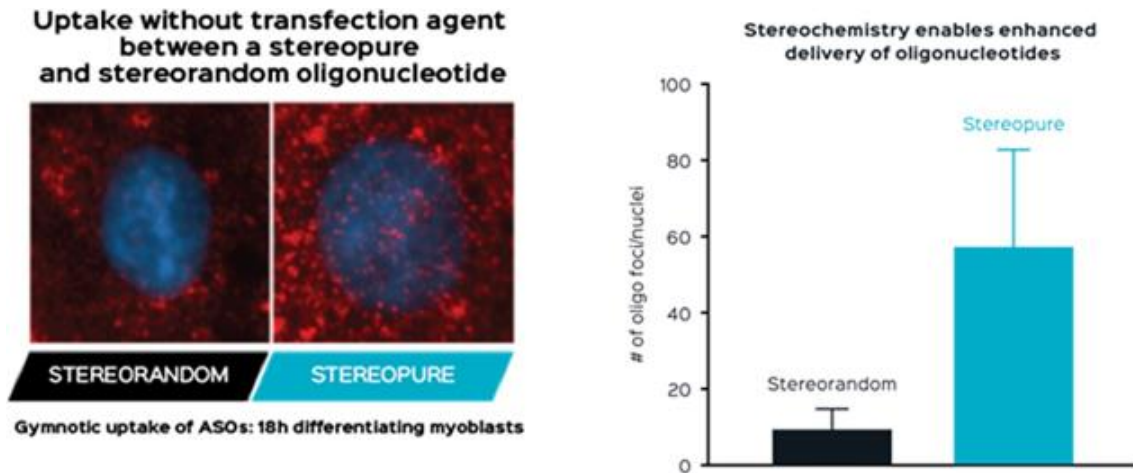 Uptake without transfection agent
between a stereopure
and stereorandom oligonucleotide
STEREORANDOM
STEREOPURE
Gymnotic uptake of ASOs: 18h differentiating myoblasts
Stereochemistry enables enhanced
delivery of oligonucleotides
100
80
60
40
20
0
# of oligo foci/nuclei
Stereorandom
Stereopure